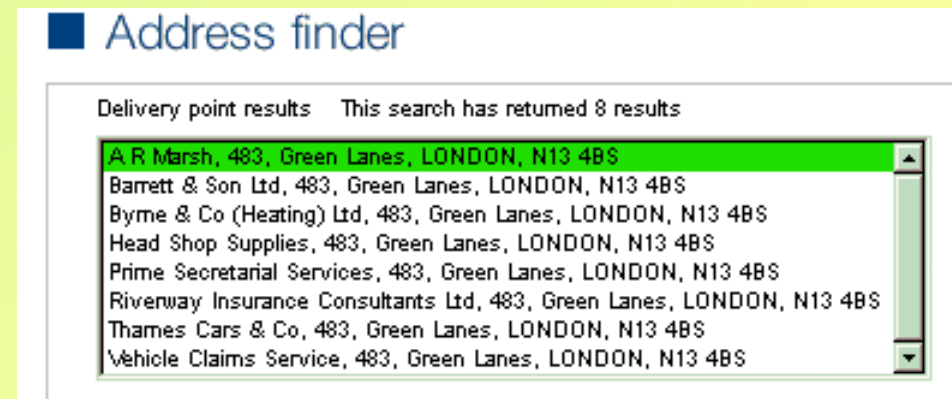 Address finder
Delivery point results This search has returned 8 results
A R Marsh, 483, Green Lanes, LONDON, N13 4BS
Barrett & Son Ltd, 483, Green Lanes, LONDON, N13 4BS
Byrne & Co (Heating) Ltd, 483, Green Lanes, LONDON, N13 4BS
Head Shop Supplies, 483, Green Lanes, LONDON, N13 4BS
Prime Secretarial Services, 483, Green Lanes, LONDON, N13 4BS
Riverway Insurance Consultants Ltd, 483, Green Lanes, LONDON, N13 4BS
Thames Cars & Co, 483, Green Lanes, LONDON, N13 4BS
Vehicle Claims Service, 483, Green Lanes, LONDON, N13 4BS